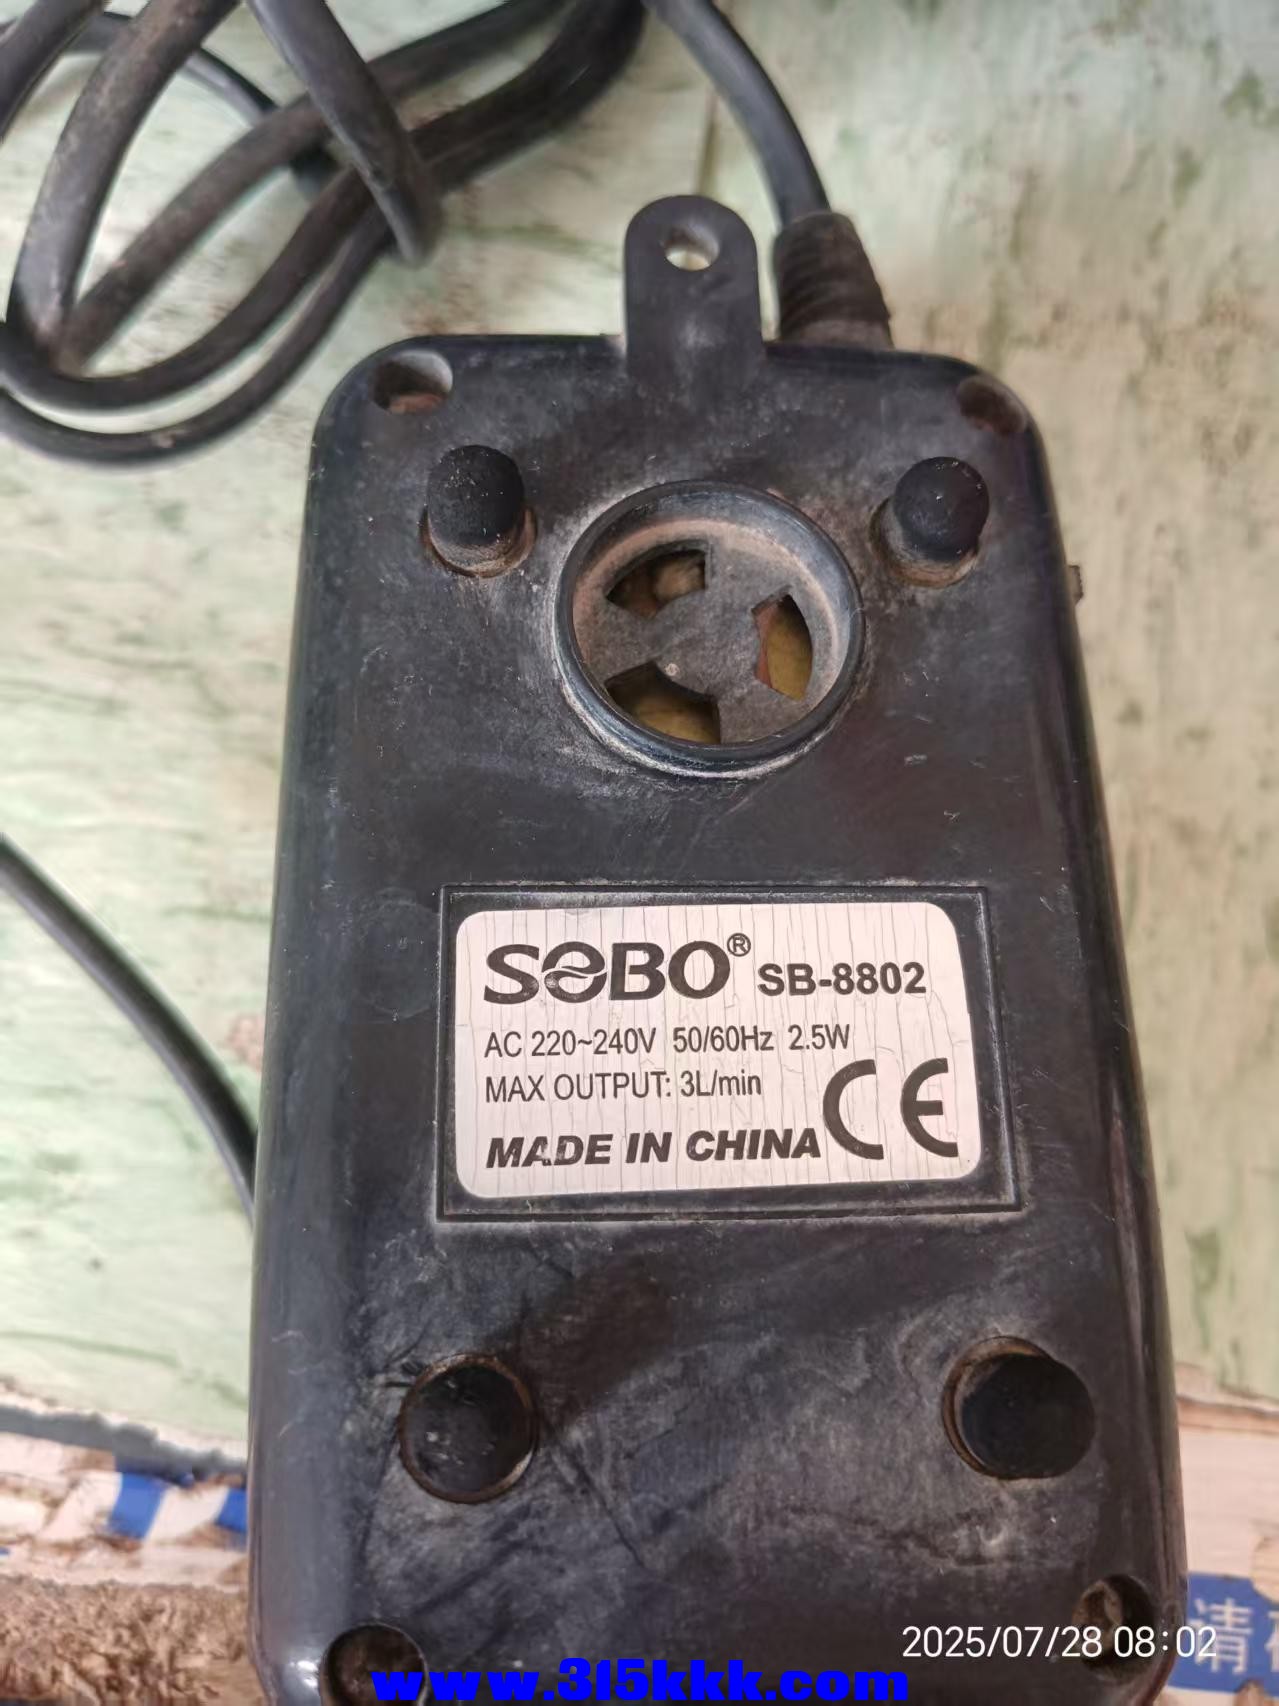 SOBO® SB-8802
AC 220~240V 50/60Hz 2.5W
MAX OUTPUT: 3L/min
CE
MADE IN CHINA
2025/07/28 08:02
请
www.315kkk.com